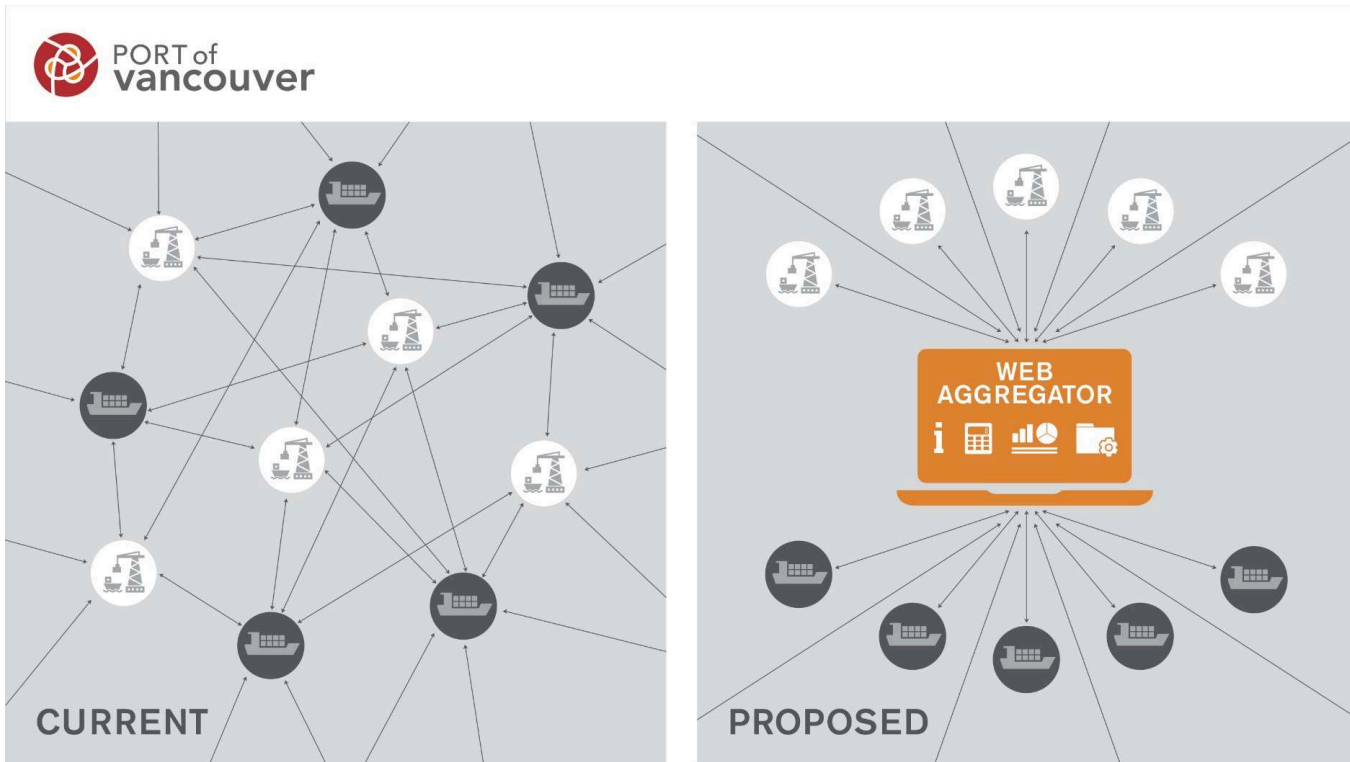 PORT of
vancouver
WEB
AGGREGATOR
CURRENT
PROPOSED